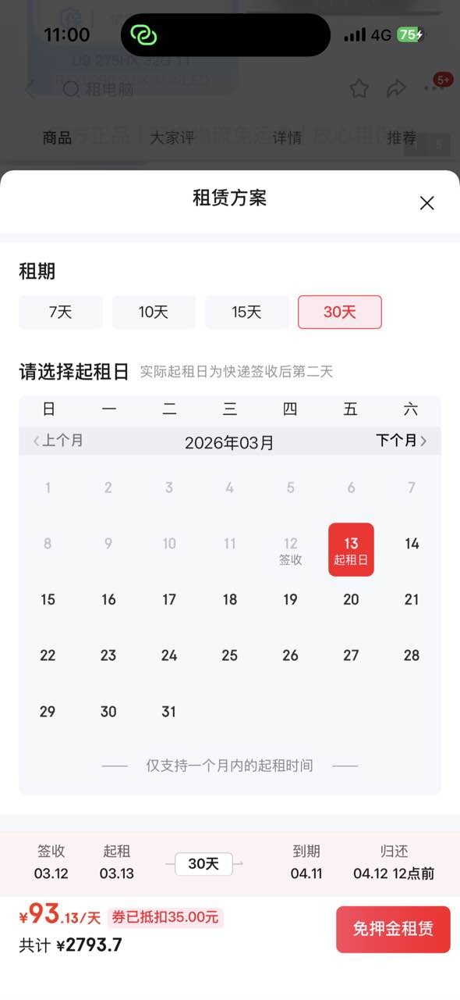 11:00 4G 75
U9 275HX 32G 1T
租电脑 5+
商品 大家评 详情 推荐
租赁方案
租期
7天 10天 15天 30天
请选择起租日 实际起租日为快递签收后第二天
日 一 二 三 四 五 六
上个月 2026年03月 下个月
1 2 3 4 5 6 7
8 9 10 11 12 13 14
签收 起租日
15 16 17 18 19 20 21
22 23 24 25 26 27 28
29 30 31
仅支持一个月内的起租时间
签收 起租 30天 到期 归还
03.12 03.13 04.11 04.12 12点前
¥93.13/天 券已抵扣35.00元
共计 ¥2793.7
免押金租赁